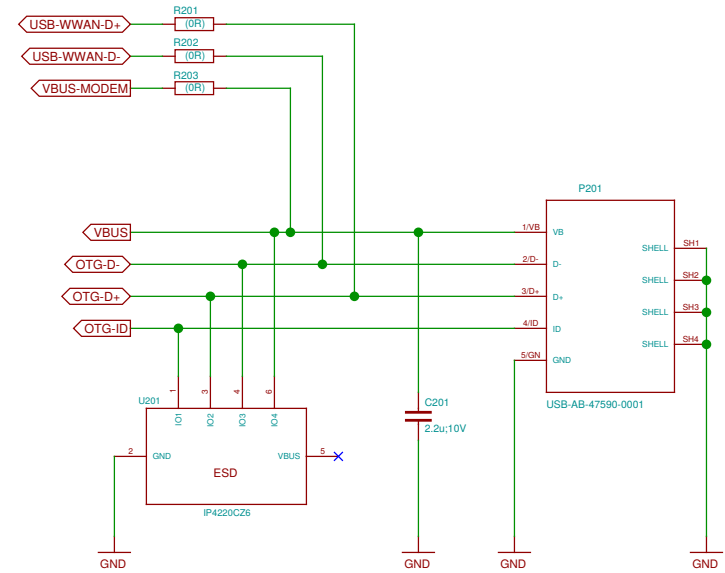 R201
USB-WWAN-D+ (0R)
R202
USB-WWAN-D- (0R)
R203
VBUS-MODEM (0R)
P201
VBUS 1/VB VB
SHELL SH1
OTG-D- 2/D- D-
SHELL SH2
OTG-D+ 3/D+ D+
SHELL SH3
OTG-ID 4/ID ID
SHELL SH4
5/GN GND
1 3 4 6
U201
C201
USB-AB-47590-0001
IO1 IO2 IO3 IO4
2.2u;10V
2 GND VBUS 5
ESD
IP4220CZ6
GND GND GND GND